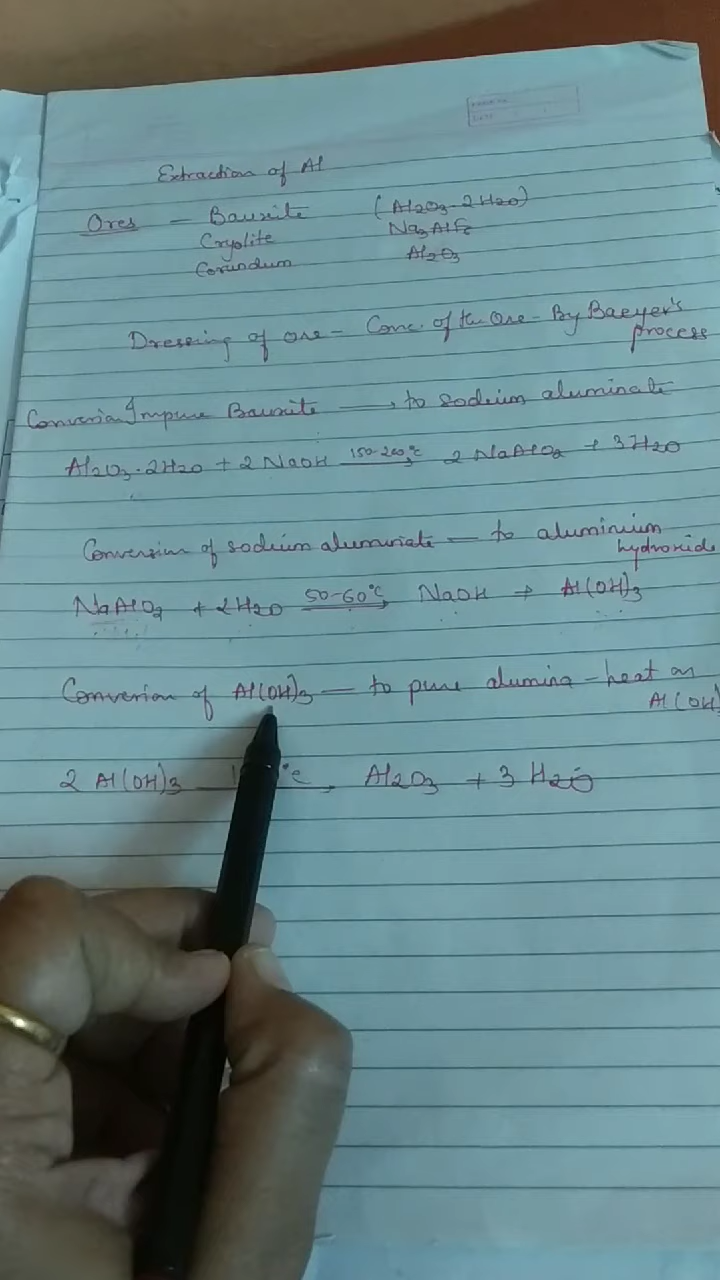 Extraction of Al
Ores — Bauxite (Al2O3·2H2O)
Cryolite Na3AlF6
Corundum Al2O3
Dressing of ore - Conc. of the Ore - By Baeyer's
process
Conversion Impure Bauxite → to sodium aluminate
Al2O3·2H2O + 2 NaOH 150-200°C → 2 NaAlO2 + 3H2O
Conversion of sodium aluminate — to aluminium
hydroxide
NaAlO2 + 2H2O 50-60°C → NaOH + Al(OH)3
Conversion of Al(OH)3 — to pure alumina - heat on
Al(OH)
2 Al(OH)3 °C → Al2O3 + 3 H2O